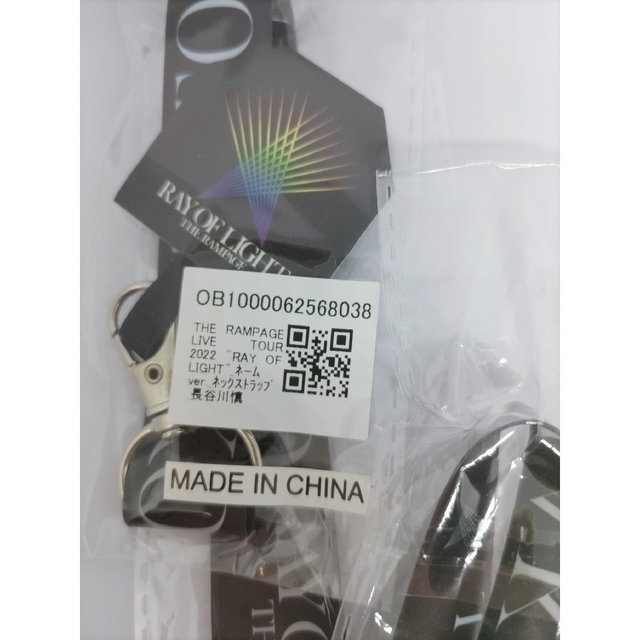 RAY OF LIGHT
THE RAMPAGE
OB1000062568038
THE RAMPAGE
LIVE TOUR
2022 "RAY OF
LIGHT" ネーム
ver. ネックストラップ
長谷川慎
MADE IN CHINA